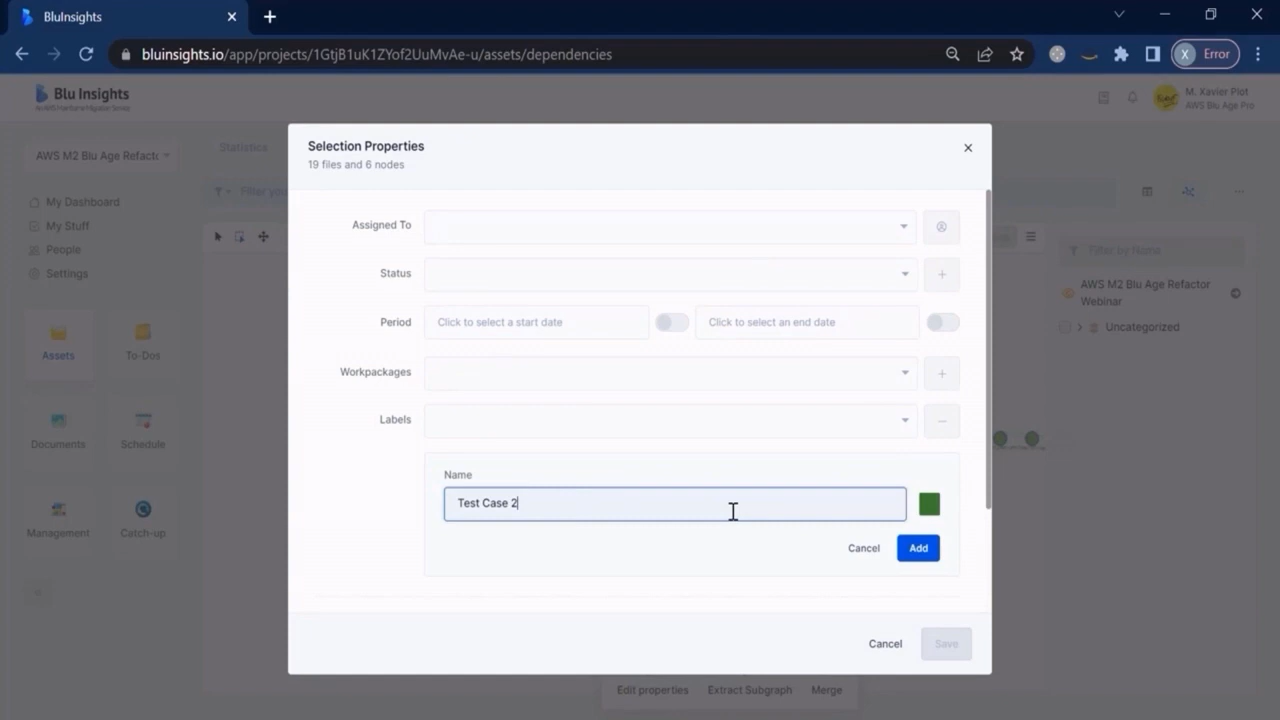 BluInsights
bluinsights.io/app/projects/1GtjB1uK1ZYof2UuMvAe-u/assets/dependencies
Error
X
Blu Insights
M. Xavier Plot
AWS Blu Age Pro
AWS M2 Blu Age Refactc
Statistics
My Dashboard
My Stuff
People
Settings
Filter you
Assets
To-Dos
Documents
Schedule
Management
Catch-up
Selection Properties
19 files and 6 nodes
Assigned To
Status
Period
Click to select a start date
Click to select an end date
Workpackages
Labels
Name
Test Case 2
Cancel
Add
Cancel
Save
Filter by Name
AWS M2 Blu Age Refactor
Webinar
Uncategorized
Edit properties
Extract Subgraph
Merge